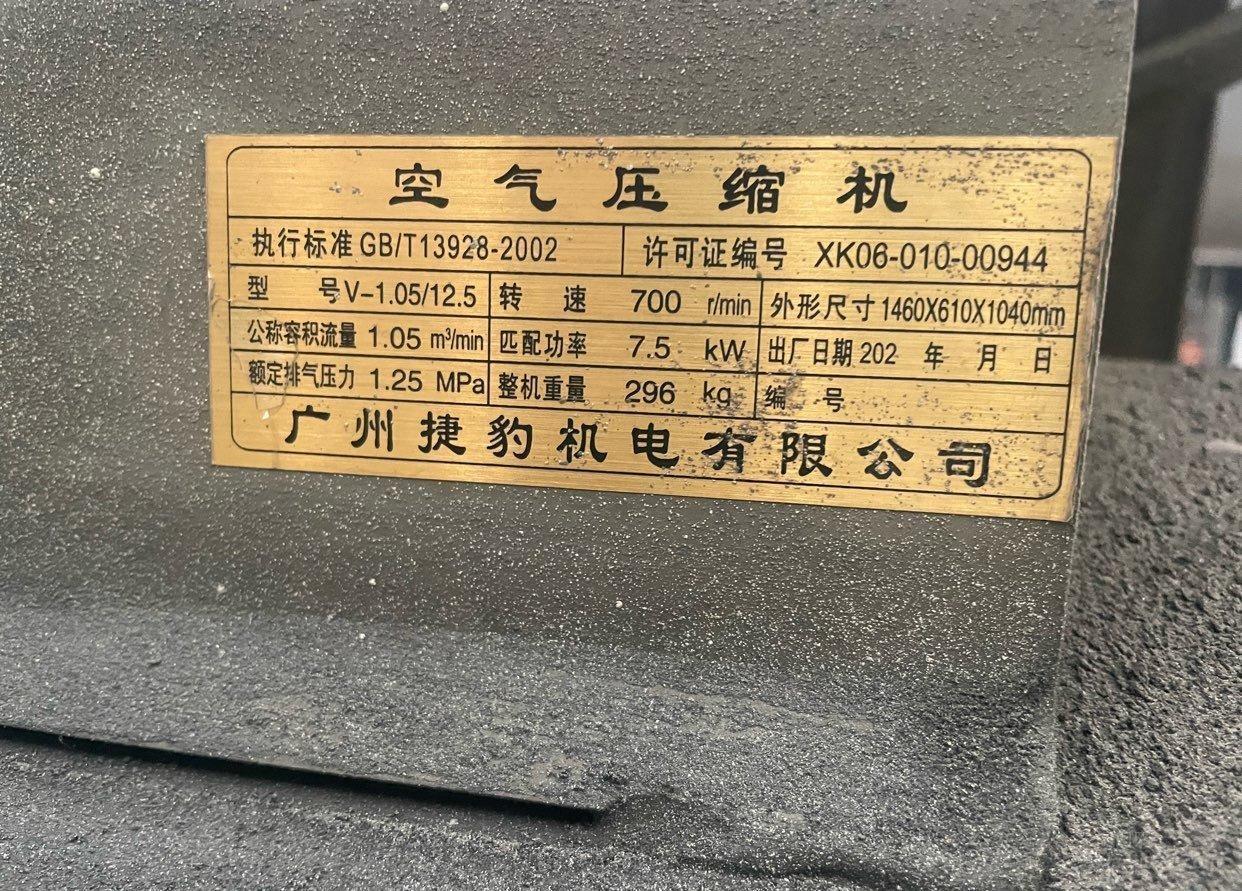 空气压缩机
执行标准 GB/T13928-2002 许可证编号 XK06-010-00944
型 号 V-1.05/12.5 转 速 700 r/min 外形尺寸 1460X610X1040mm
公称容积流量 1.05 m³/min 匹配功率 7.5 kW 出厂日期 202 年 月 日
额定排气压力 1.25 MPa 整机重量 296 kg 编 号
广州捷豹机电有限公司